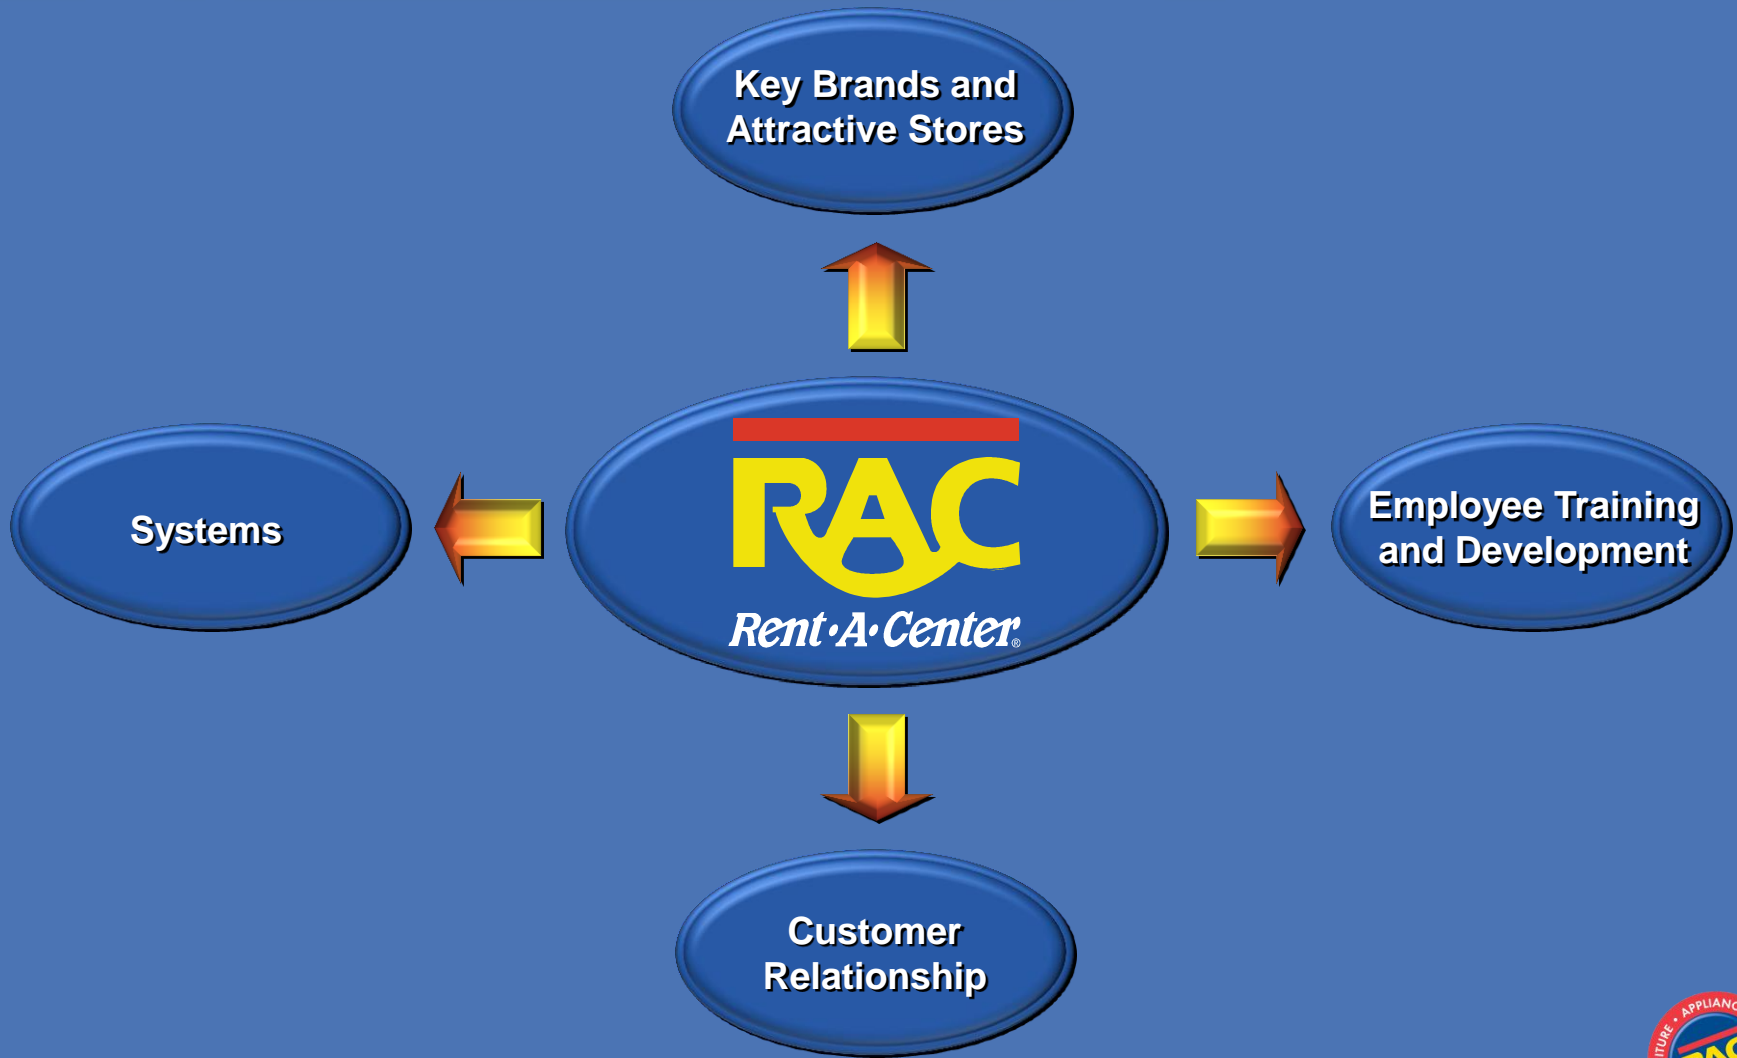 Key Brands and
Attractive Stores
Systems
RAC
Rent·A·Center®
Employee Training
and Development
Customer
Relationship